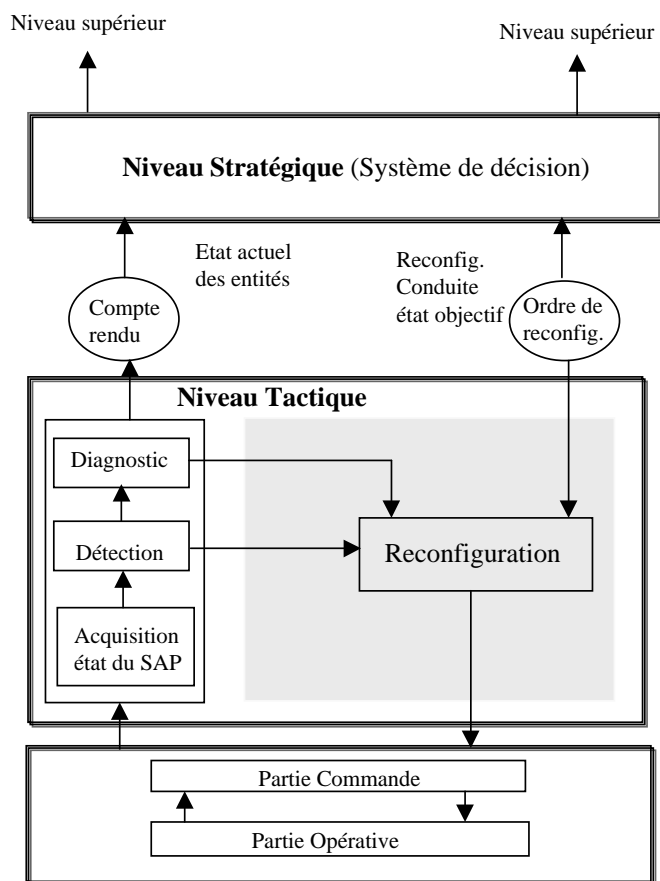 Niveau supérieur
Niveau supérieur
Niveau Stratégique (Système de décision)
Etat actuel
des entités
Reconfig.
Conduite
état objectif
Compte
rendu
Ordre de
reconfig.
Niveau Tactique
Diagnostic
Détection
Reconfiguration
Acquisition
état du SAP
Partie Commande
Partie Opérative